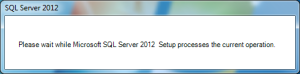 SQL Server 2012
Please wait while Microsoft SQL Server 2012 Setup processes the current operation.